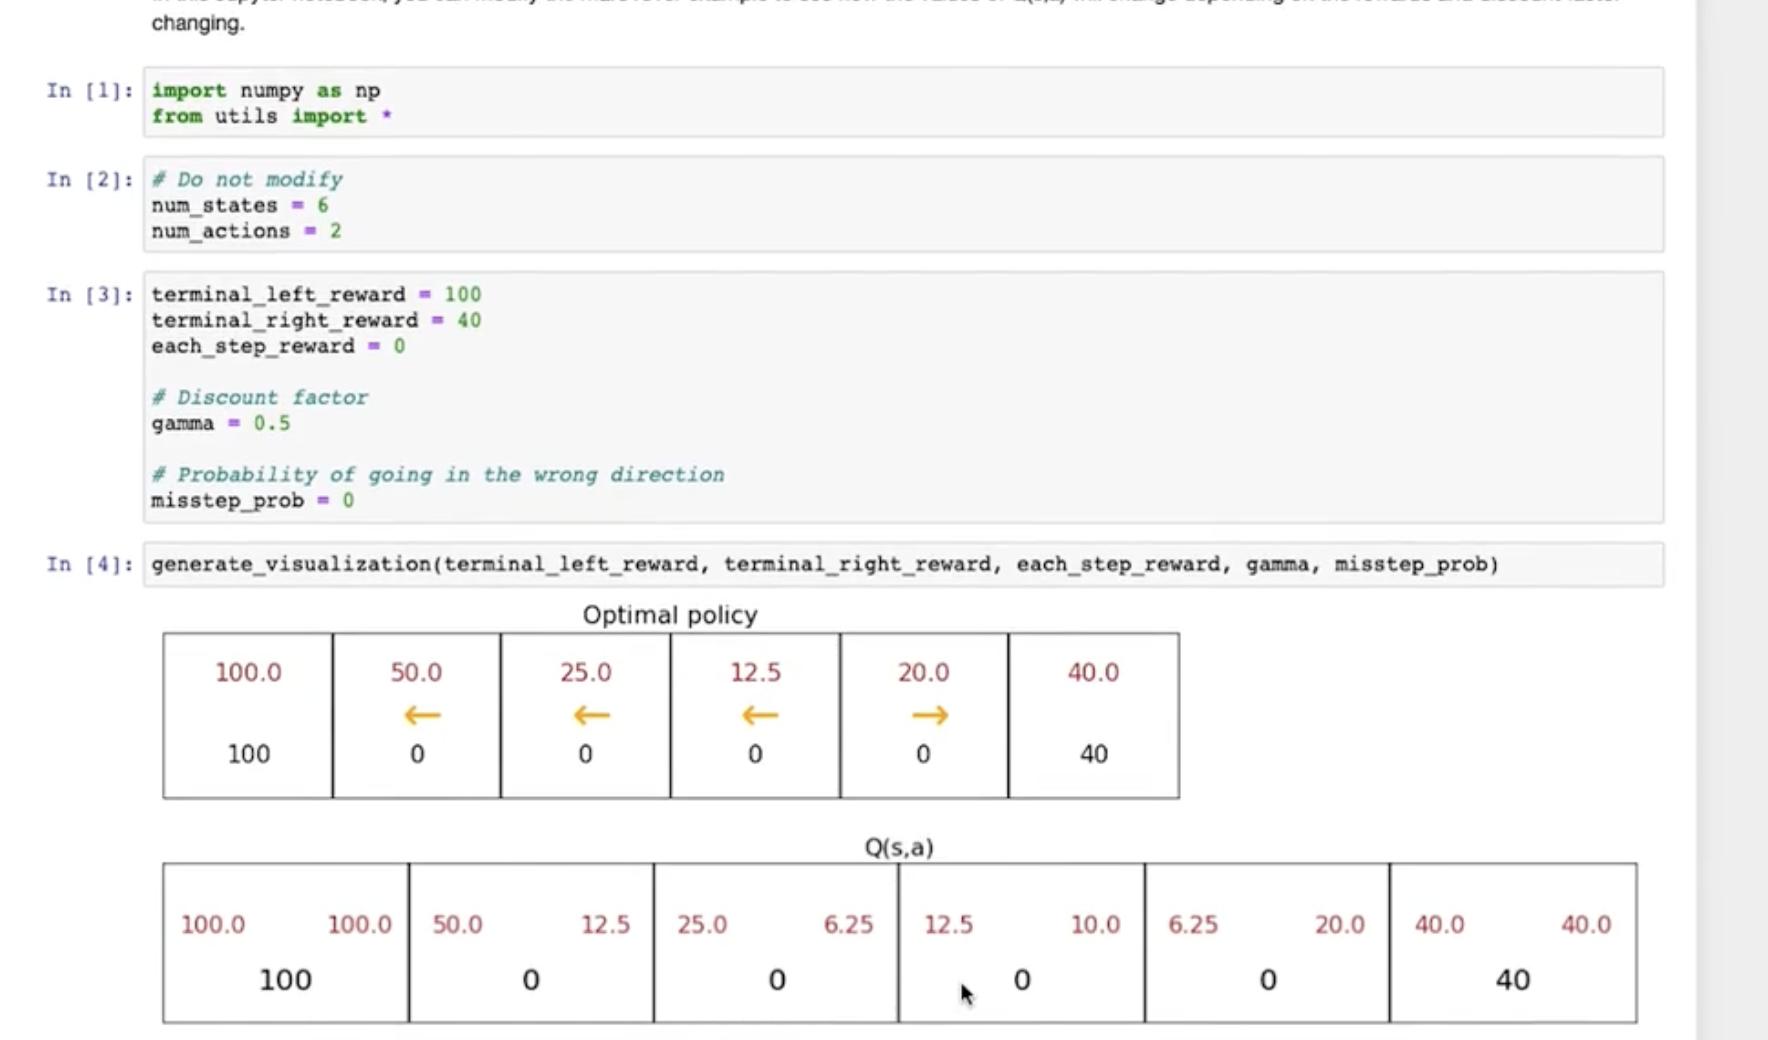 changing.
In [1]: import numpy as np
from utils import *
In [2]: # Do not modify
num_states = 6
num_actions = 2
In [3]: terminal_left_reward = 100
terminal_right_reward = 40
each_step_reward = 0
# Discount factor
gamma = 0.5
# Probability of going in the wrong direction
misstep_prob = 0
In [4]: generate_visualization(terminal_left_reward, terminal_right_reward, each_step_reward, gamma, misstep_prob)
Optimal policy
100.0 50.0 25.0 12.5 20.0 40.0
← ← ← →
100 0 0 0 0 40
Q(s,a)
100.0 100.0 50.0 12.5 25.0 6.25 12.5 10.0 6.25 20.0 40.0 40.0
100 0 0 0 0 40